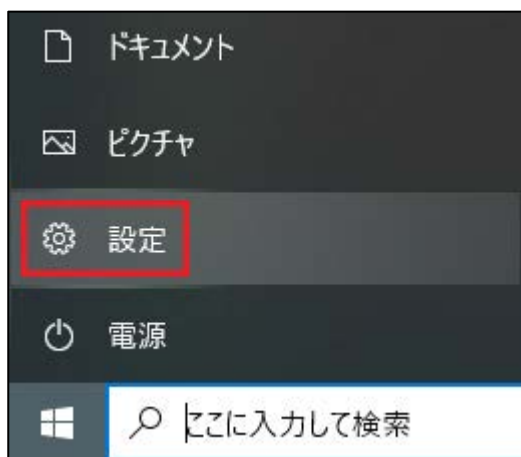 ドキュメント
ピクチャ
設定
電源
ここに入力して検索